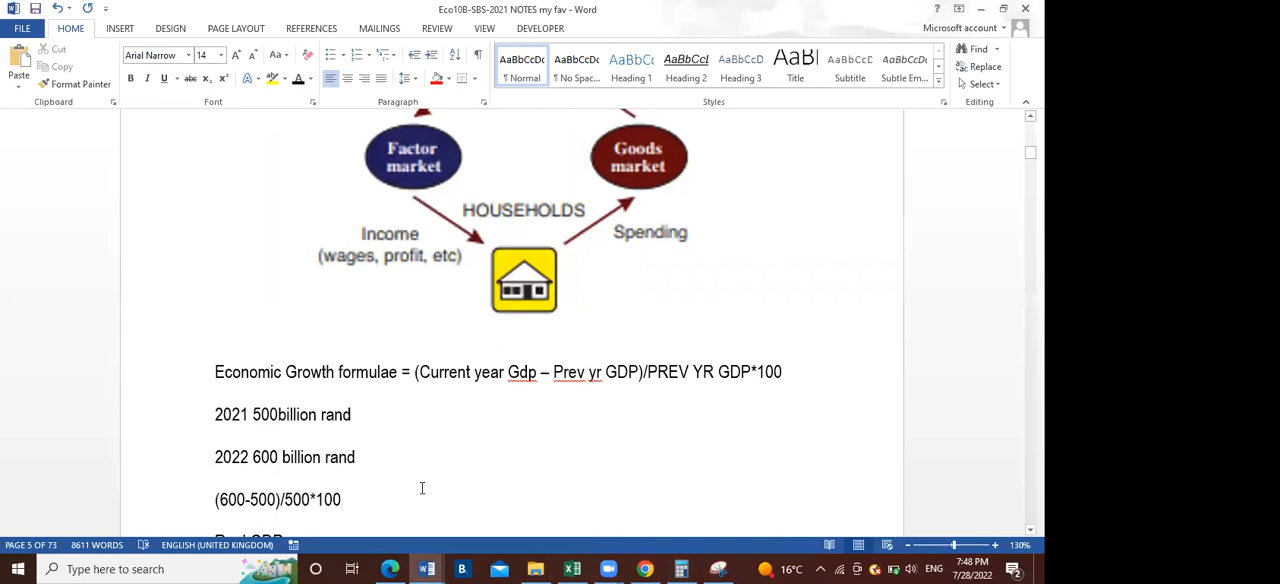 Eco10B-SBS-2021 NOTES my fav - Word
FILE HOME INSERT DESIGN PAGE LAYOUT REFERENCES MAILINGS REVIEW VIEW DEVELOPER Microsoft account
Paste
Cut
Copy
Format Painter
Clipboard
Arial Narrow 14
Font
Paragraph
AaBbCcDc ¶ Normal
AaBbCcDc ¶ No Spac...
AaBbCc Heading 1
AaBbCcl Heading 2
AaBbCcDc Heading 3
AaBl Title
AaBbCcC Subtitle
AaBbCcDc Subtle Em...
Styles
Find
Replace
Select
Editing
Factor
market
Goods
market
HOUSEHOLDS
Income
(wages, profit, etc)
Spending
Economic Growth formulae = (Current year Gdp – Prev yr GDP)/PREV YR GDP*100
2021 500billion rand
2022 600 billion rand
(600-500)/500*100
PAGE 5 OF 73 8611 WORDS ENGLISH (UNITED KINGDOM) 130%
Type here to search
16°C
ENG
7:48 PM
7/28/2022